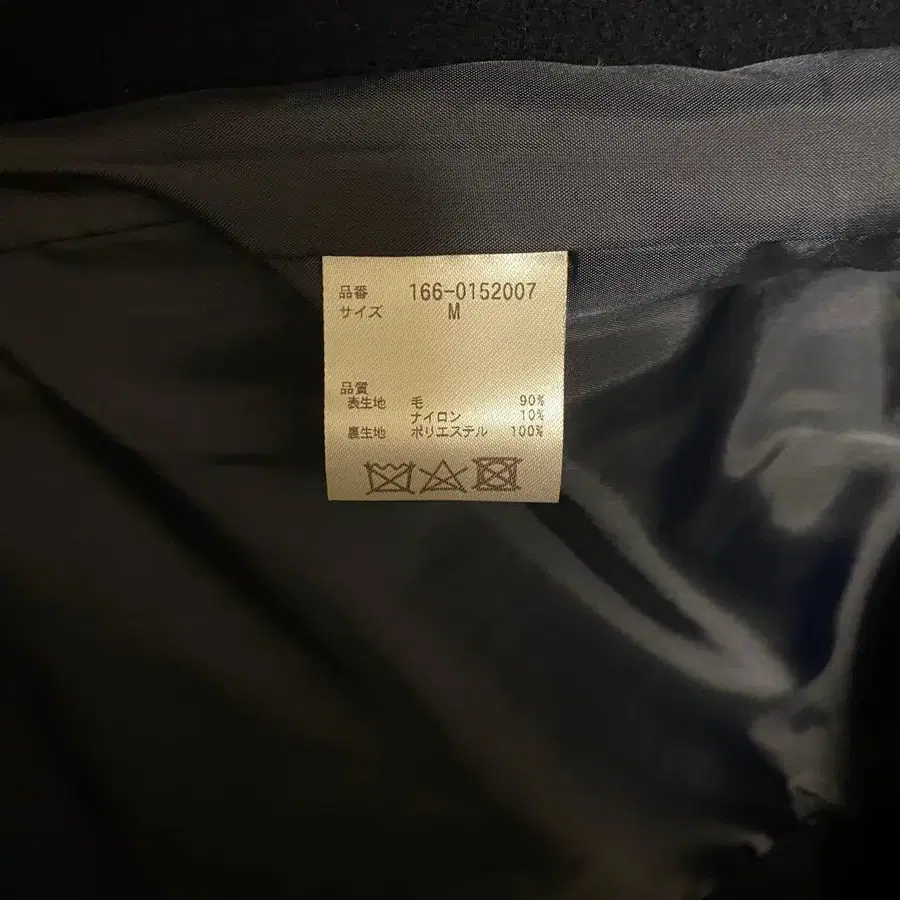 品番 166-0152007
サイズ M
品質
表生地 毛 90%
ナイロン 10%
裏生地 ポリエステル 100%